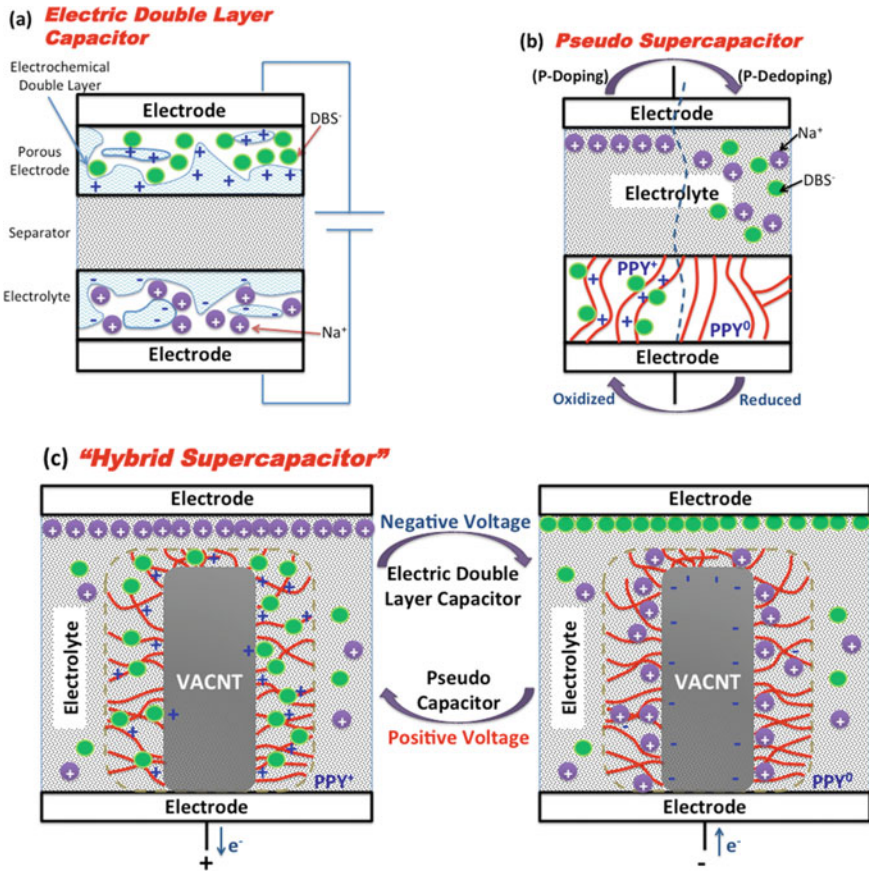 (a) Electric Double Layer
Capacitor
Electrochemical
Double Layer
Electrode
DBS⁻
Porous
Electrode
Separator
Electrolyte
Na⁺
Electrode
(b) Pseudo Supercapacitor
(P-Doping) (P-Dedoping)
Electrode
Na⁺
Electrolyte
DBS⁻
PPY⁺
PPY⁰
Electrode
Oxidized Reduced
(c) “Hybrid Supercapacitor”
Electrode
Electrolyte
VACNT
PPY⁺
Electrode
e⁻
+
Negative Voltage
Electric Double
Layer Capacitor
Pseudo
Capacitor
Positive Voltage
Electrode
Electrolyte
VACNT
PPY⁰
Electrode
e⁻
-